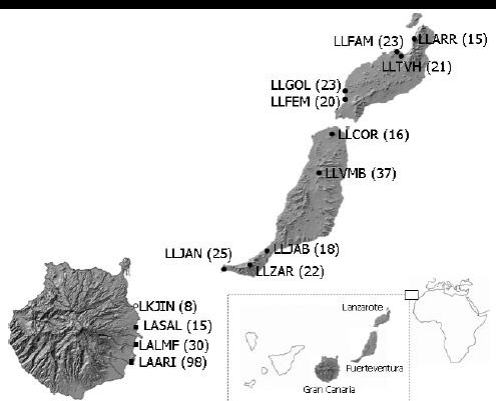 LLFAM (23)
LLARR (15)
LLTVH (21)
LLGOL (23)
LLFEM (20)
LLCOR (16)
LLVMB (37)
LLJAN (25)
LLJAB (18)
LLZAR (22)
LKJIN (8)
LASAL (15)
LALMF (30)
LAARI (98)
Lanzarote
Fuerteventura
Gran Canaria